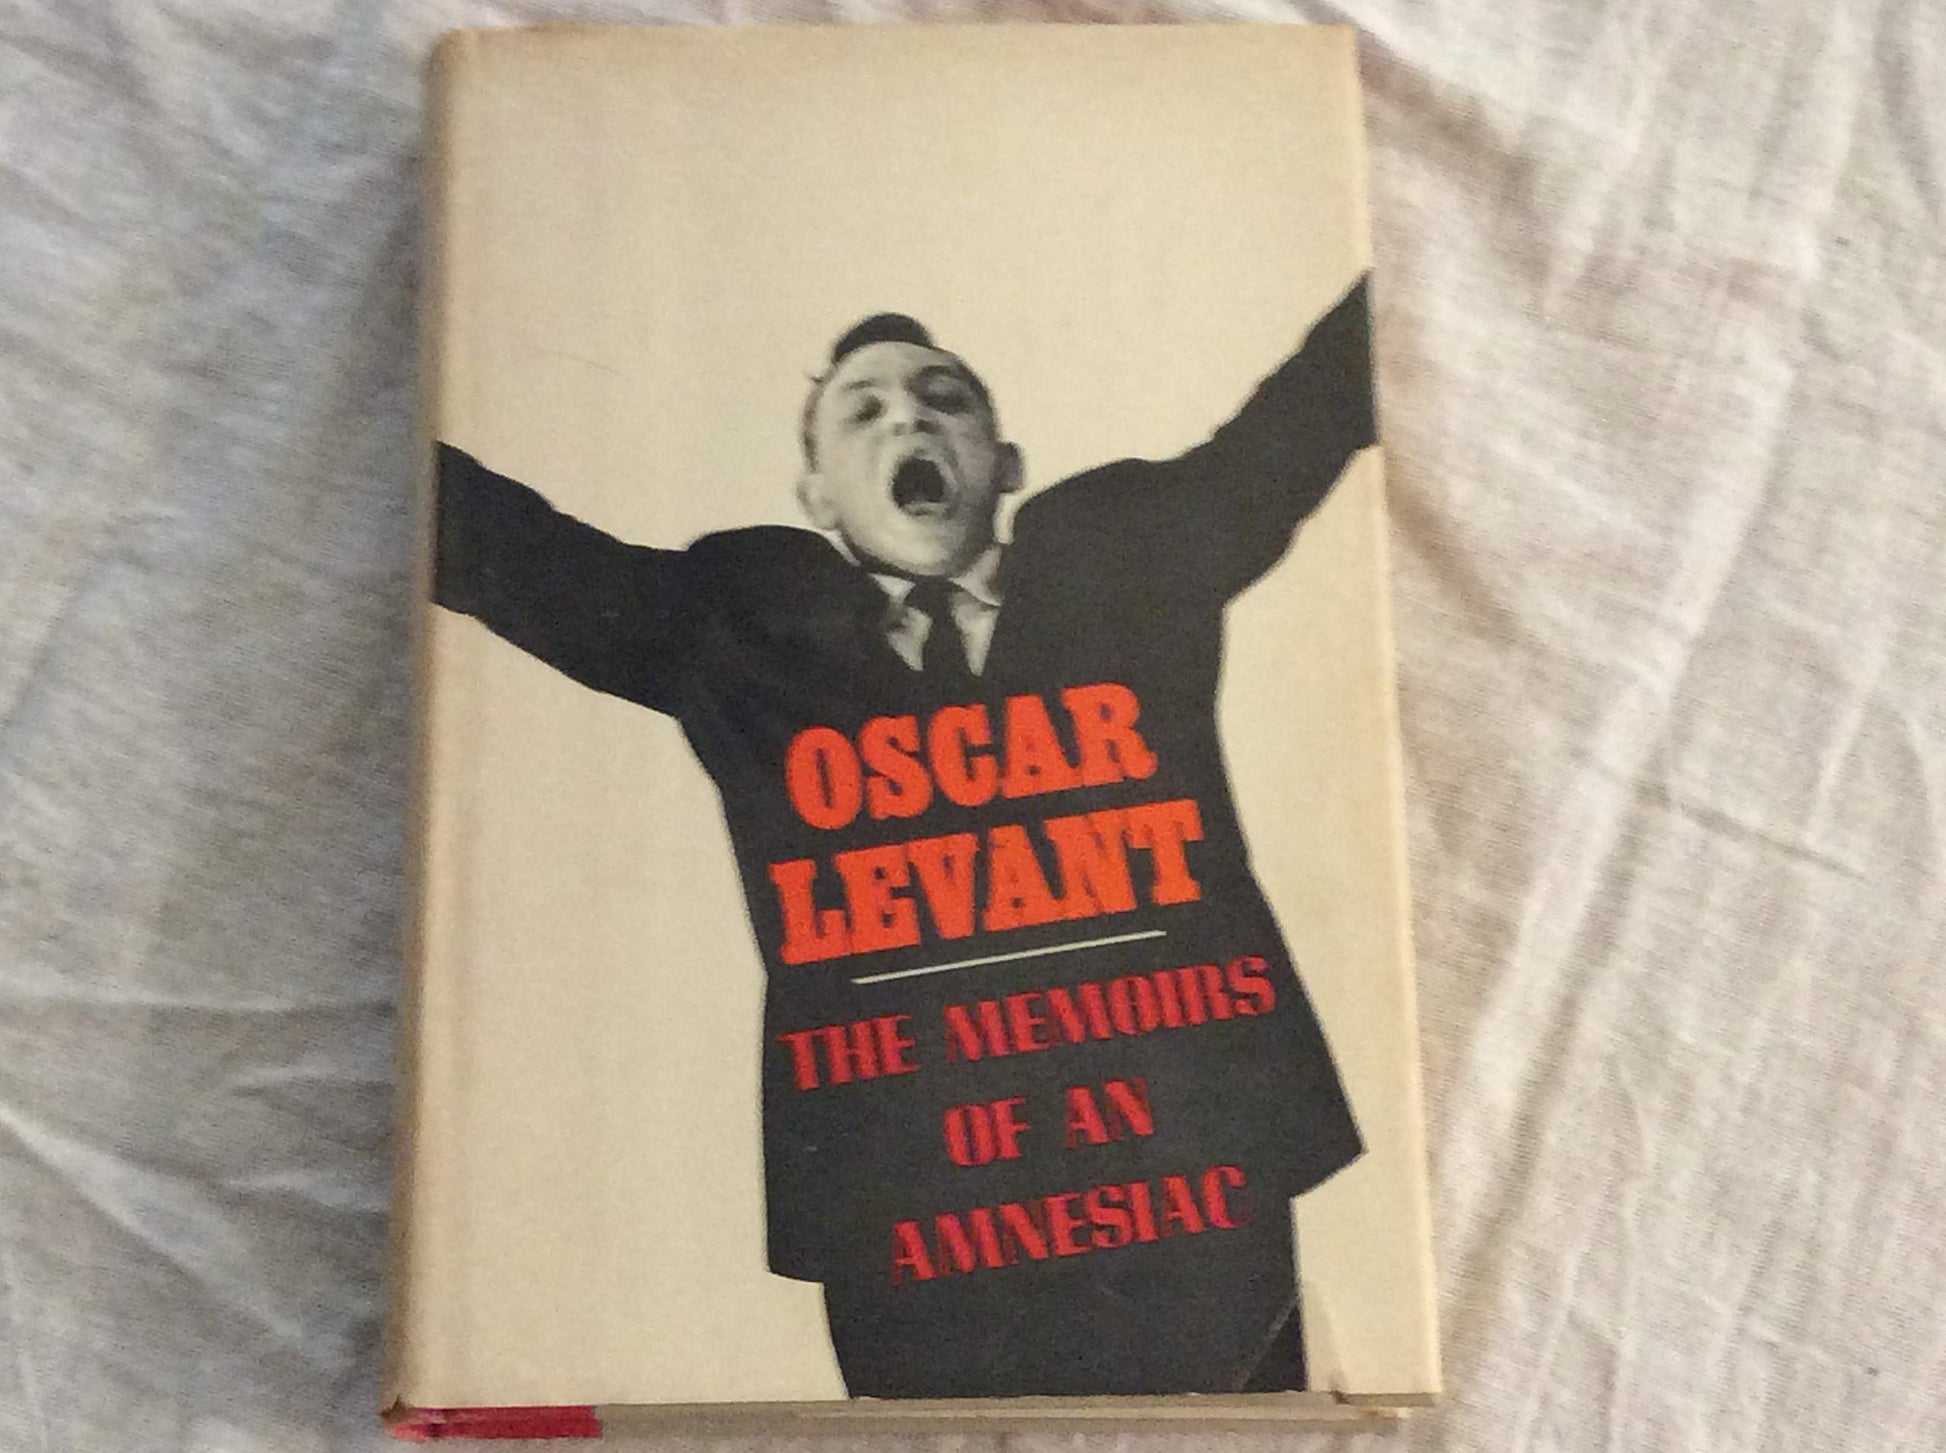 OSCAR
LEVANT
THE MEMOIRS
OF AN
AMNESIAC